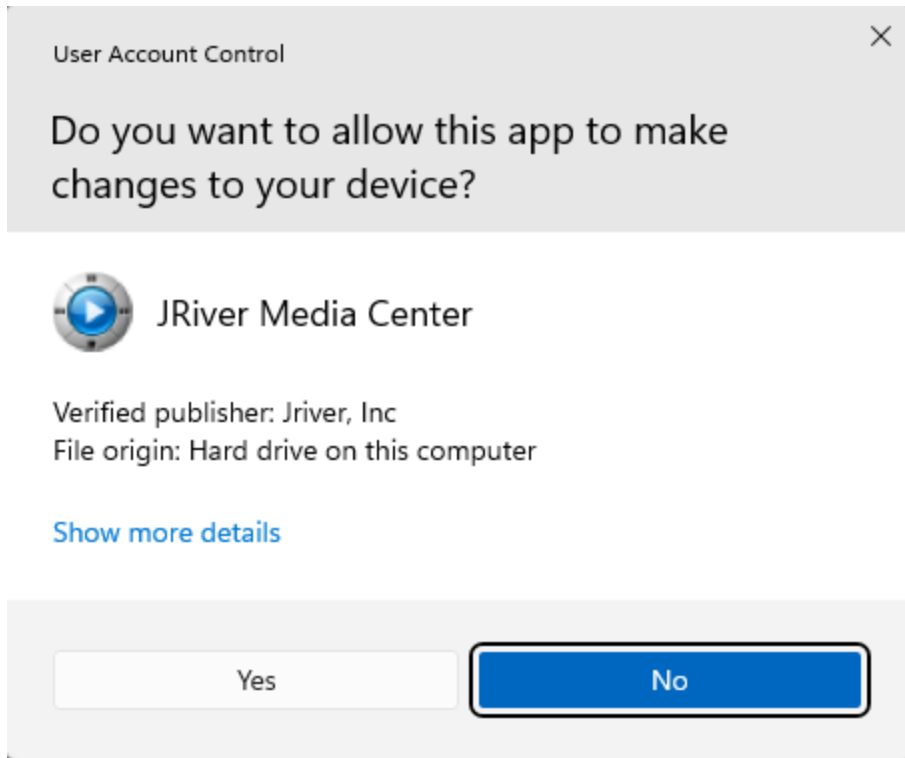 User Account Control
Do you want to allow this app to make
changes to your device?
JRiver Media Center
Verified publisher: Jriver, Inc
File origin: Hard drive on this computer
Show more details
Yes
No